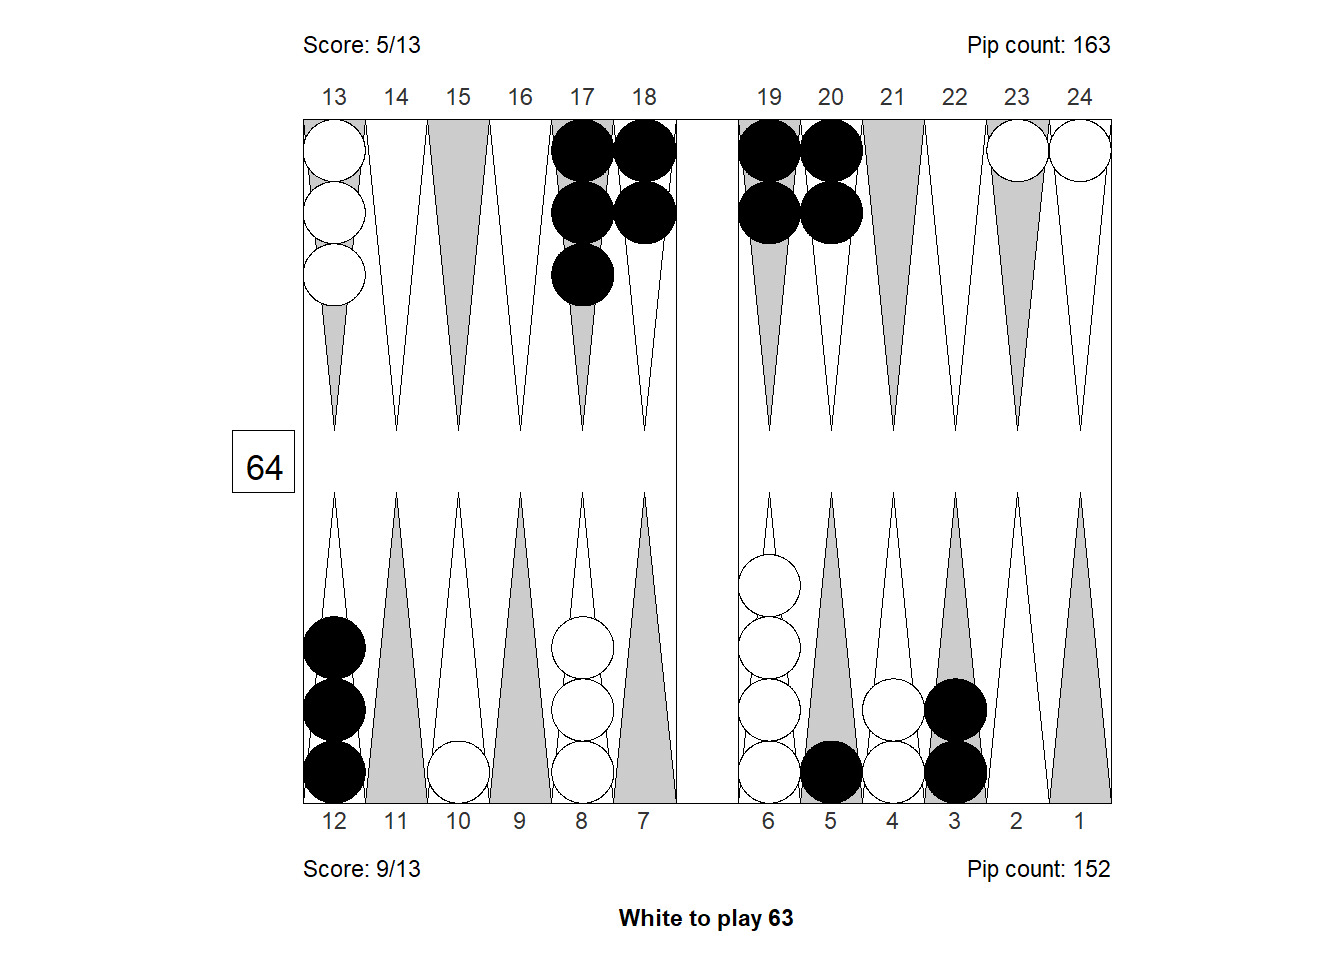 Score: 5/13 Pip count: 163
13 14 15 16 17 18 19 20 21 22 23 24
64
12 11 10 9 8 7 6 5 4 3 2 1
Score: 9/13 Pip count: 152
White to play 63